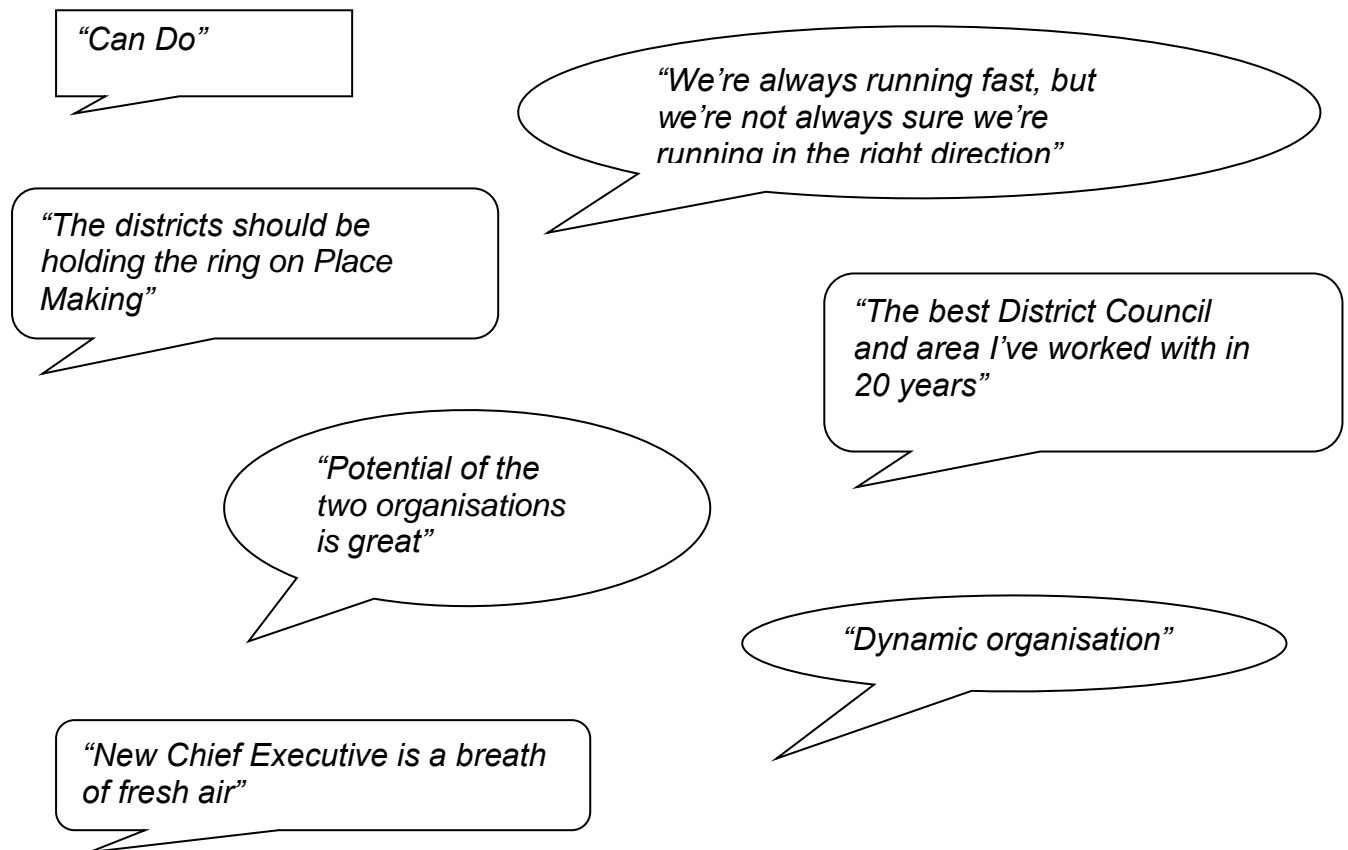 “Can Do”
“We’re always running fast, but
we’re not always sure we’re
running in the right direction”
“The districts should be
holding the ring on Place
Making”
“The best District Council
and area I’ve worked with in
20 years”
“Potential of the
two organisations
is great”
“Dynamic organisation”
“New Chief Executive is a breath
of fresh air”